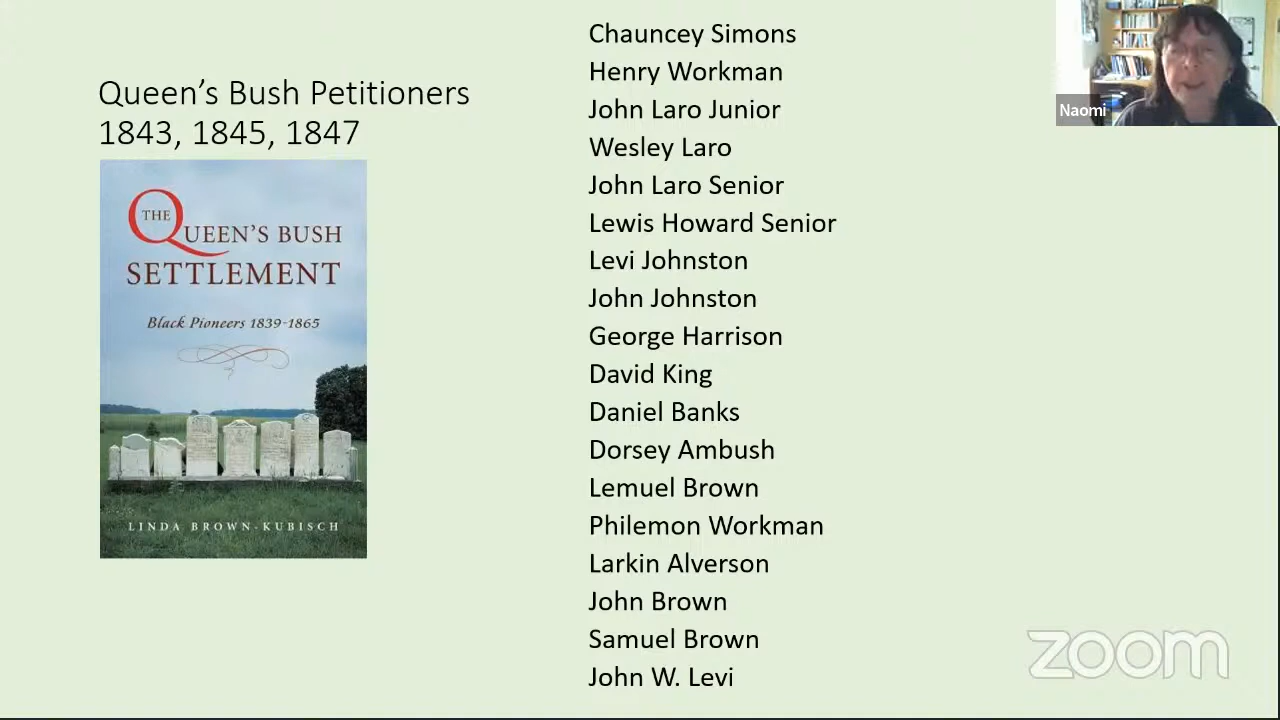 Queen's Bush Petitioners
1843, 1845, 1847
THE
QUEEN'S BUSH
SETTLEMENT
Black Pioneers 1839-1865
LINDA BROWN-KUBISCH
Chauncey Simons
Henry Workman
John Laro Junior
Wesley Laro
John Laro Senior
Lewis Howard Senior
Levi Johnston
John Johnston
George Harrison
David King
Daniel Banks
Dorsey Ambush
Lemuel Brown
Philemon Workman
Larkin Alverson
John Brown
Samuel Brown
John W. Levi
Naomi
zoom